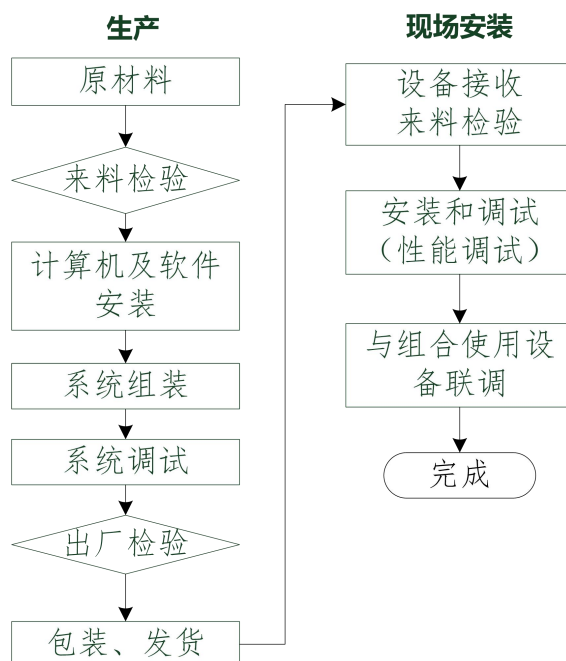 生产
原材料
来料检验
计算机及软件
安装
系统组装
系统调试
出厂检验
包装、发货
现场安装
设备接收
来料检验
安装和调试
（性能调试）
与组合使用设
备联调
完成